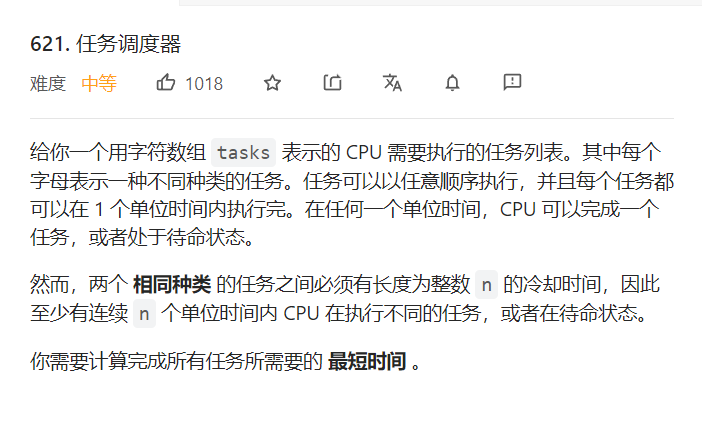 621. 任务调度器
难度 中等 1018
给你一个用字符数组 tasks 表示的 CPU 需要执行的任务列表。其中每个
字母表示一种不同种类的任务。任务可以以任意顺序执行，并且每个任务都
可以在 1 个单位时间内执行完。在任何一个单位时间，CPU 可以完成一个
任务，或者处于待命状态。
然而，两个 相同种类 的任务之间必须有长度为整数 n 的冷却时间，因此
至少有连续 n 个单位时间内 CPU 在执行不同的任务，或者在待命状态。
你需要计算完成所有任务所需要的 最短时间 。